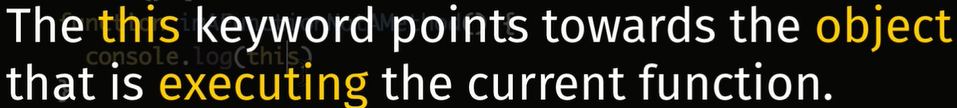 The this keyword points towards the object
that is executing the current function.
console.log(this)